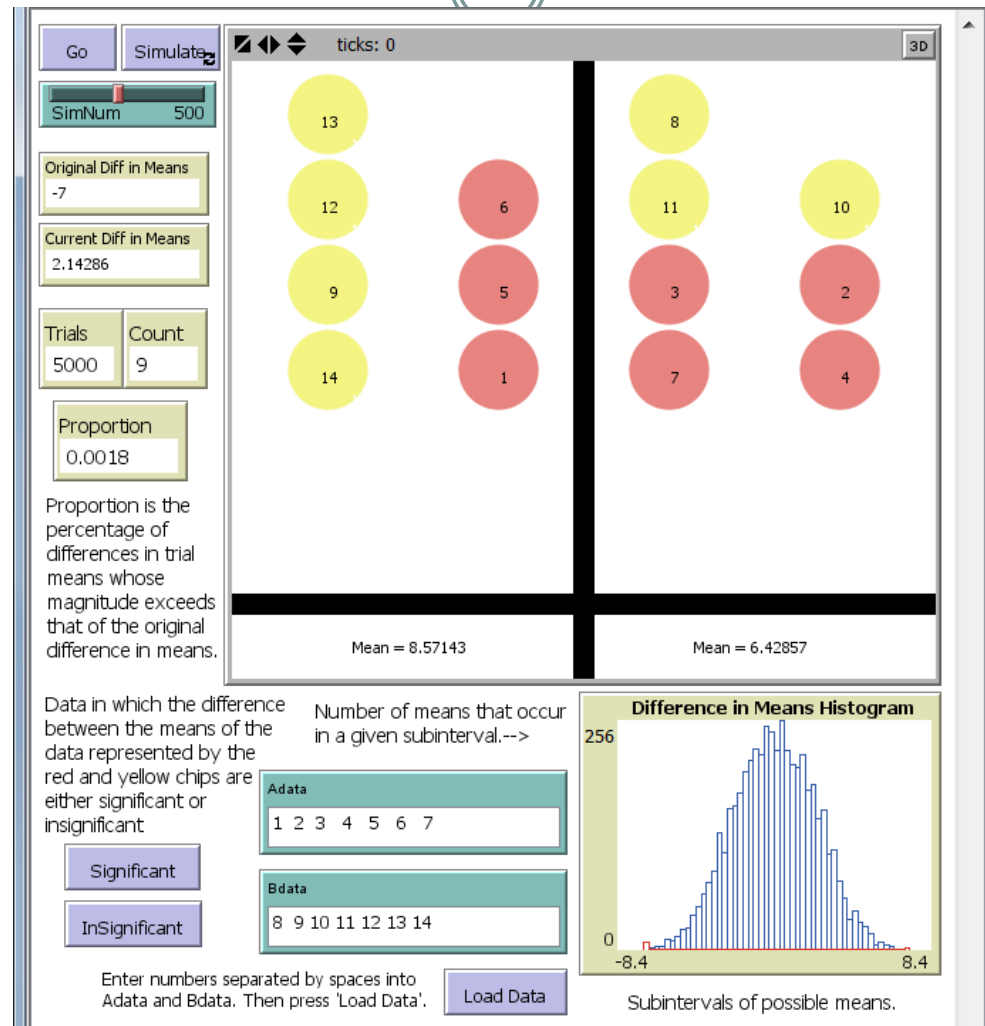 Go
Simulate
ticks: 0
3D
SimNum 500
Original Diff in Means
-7
Current Diff in Means
2.14286
Trials
5000
Count
9
Proportion
0.0018
Proportion is the
percentage of
differences in trial
means whose
magnitude exceeds
that of the original
difference in means.
13
12
9
14
6
5
1
8
11
3
7
10
2
4
Mean = 8.57143
Mean = 6.42857
Data in which the difference
between the means of the
data represented by the
red and yellow chips are
either significant or
insignificant
Significant
InSignificant
Number of means that occur
in a given subinterval.-->
Adata
1 2 3 4 5 6 7
Bdata
8 9 10 11 12 13 14
Enter numbers separated by spaces into
Adata and Bdata. Then press 'Load Data'.
Load Data
Difference in Means Histogram
256
0
-8.4
8.4
Subintervals of possible means.